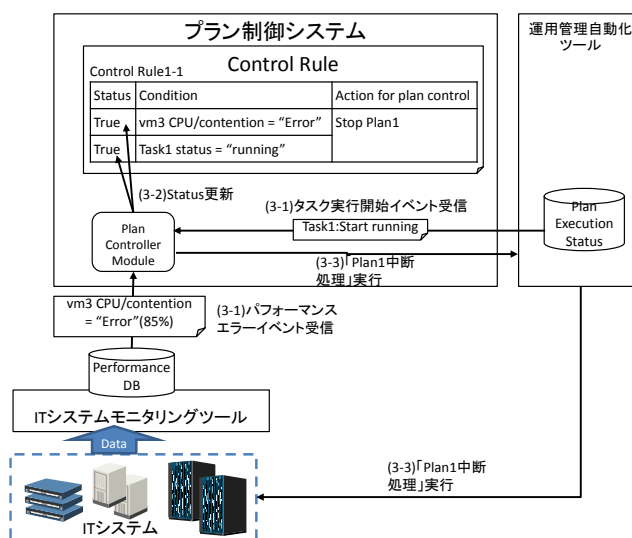 プラン制御システム
運用管理自動化
ツール
Control Rule
Control Rule1-1
Status Condition Action for plan control
True vm3 CPU/contention = “Error” Stop Plan1
True Task1 status = “running”
(3-2)Status更新
(3-1)タスク実行開始イベント受信
Task1:Start running
Plan
Execution
Status
Plan
Controller
Module
(3-3)「Plan1中断
処理」実行
vm3 CPU/contention
= “Error”(85%)
(3-1)パフォーマンス
エラーイベント受信
Performance
DB
ITシステムモニタリングツール
Data
(3-3)「Plan1中断
処理」実行
ITシステム